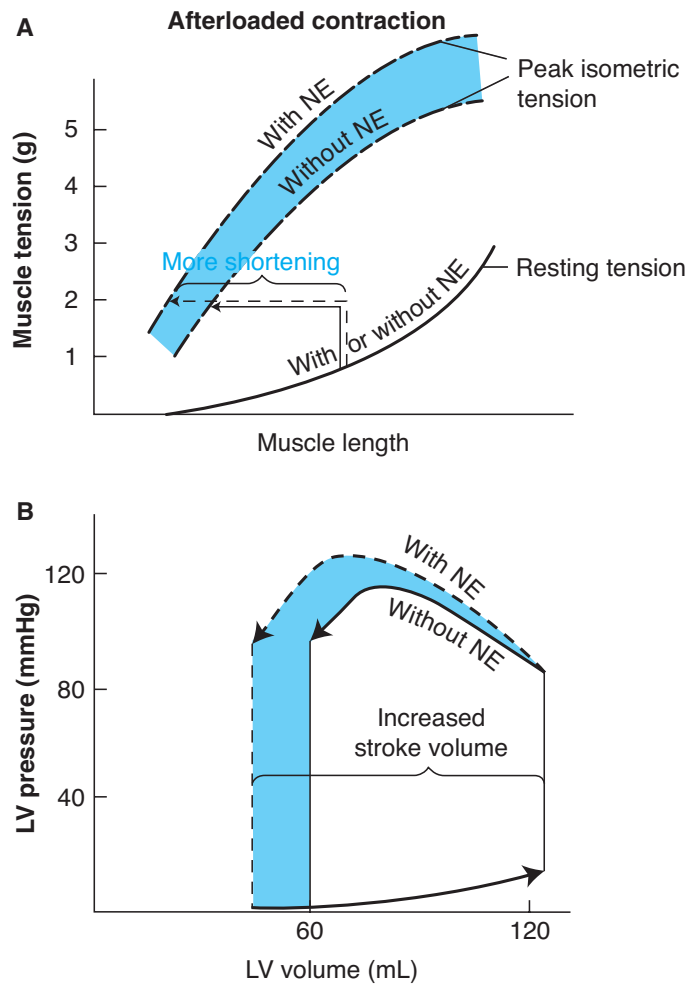 A
Afterloaded contraction
Muscle tension (g)
5
4
3
2
1
With NE
Without NE
Peak isometric
tension
More shortening
Resting tension
With or without NE
Muscle length
B
LV pressure (mmHg)
120
80
40
With NE
Without NE
Increased
stroke volume
60
120
LV volume (mL)